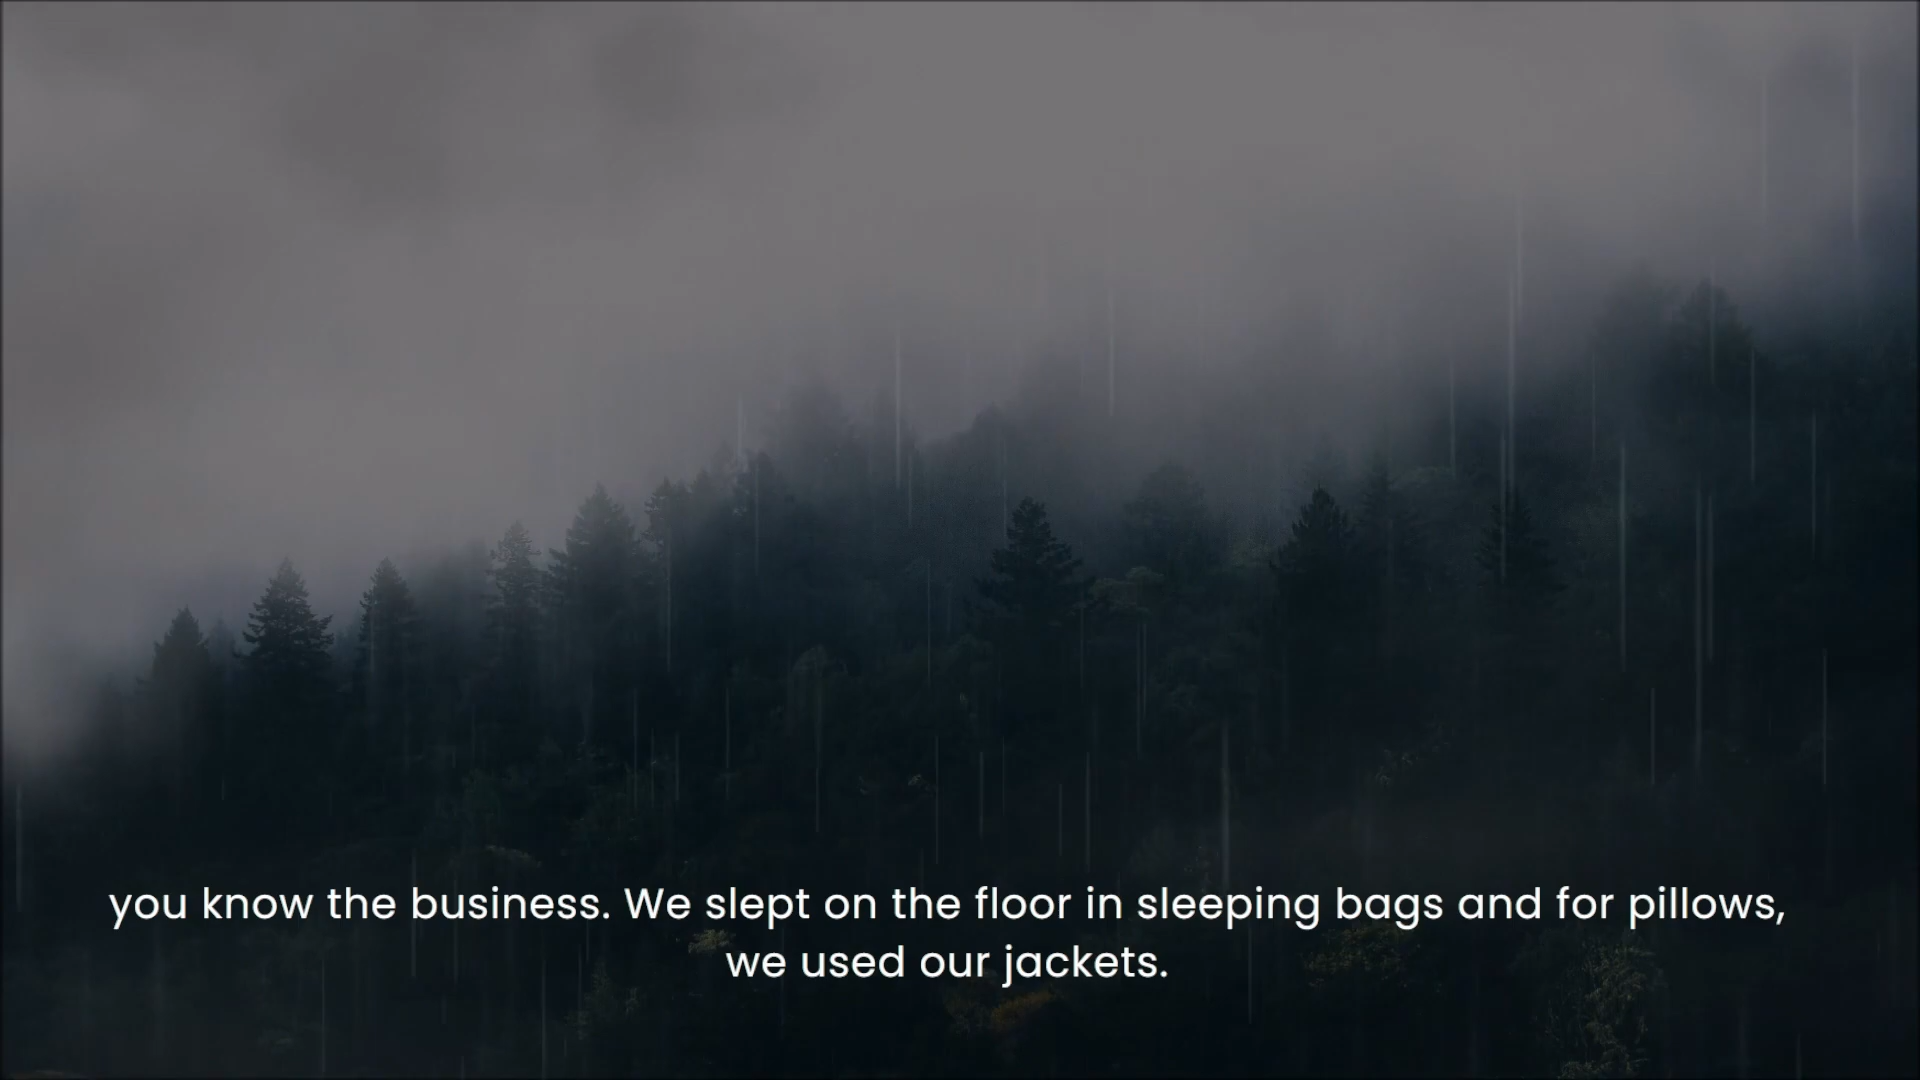 you know the business. We slept on the floor in sleeping bags and for pillows,
we used our jackets.